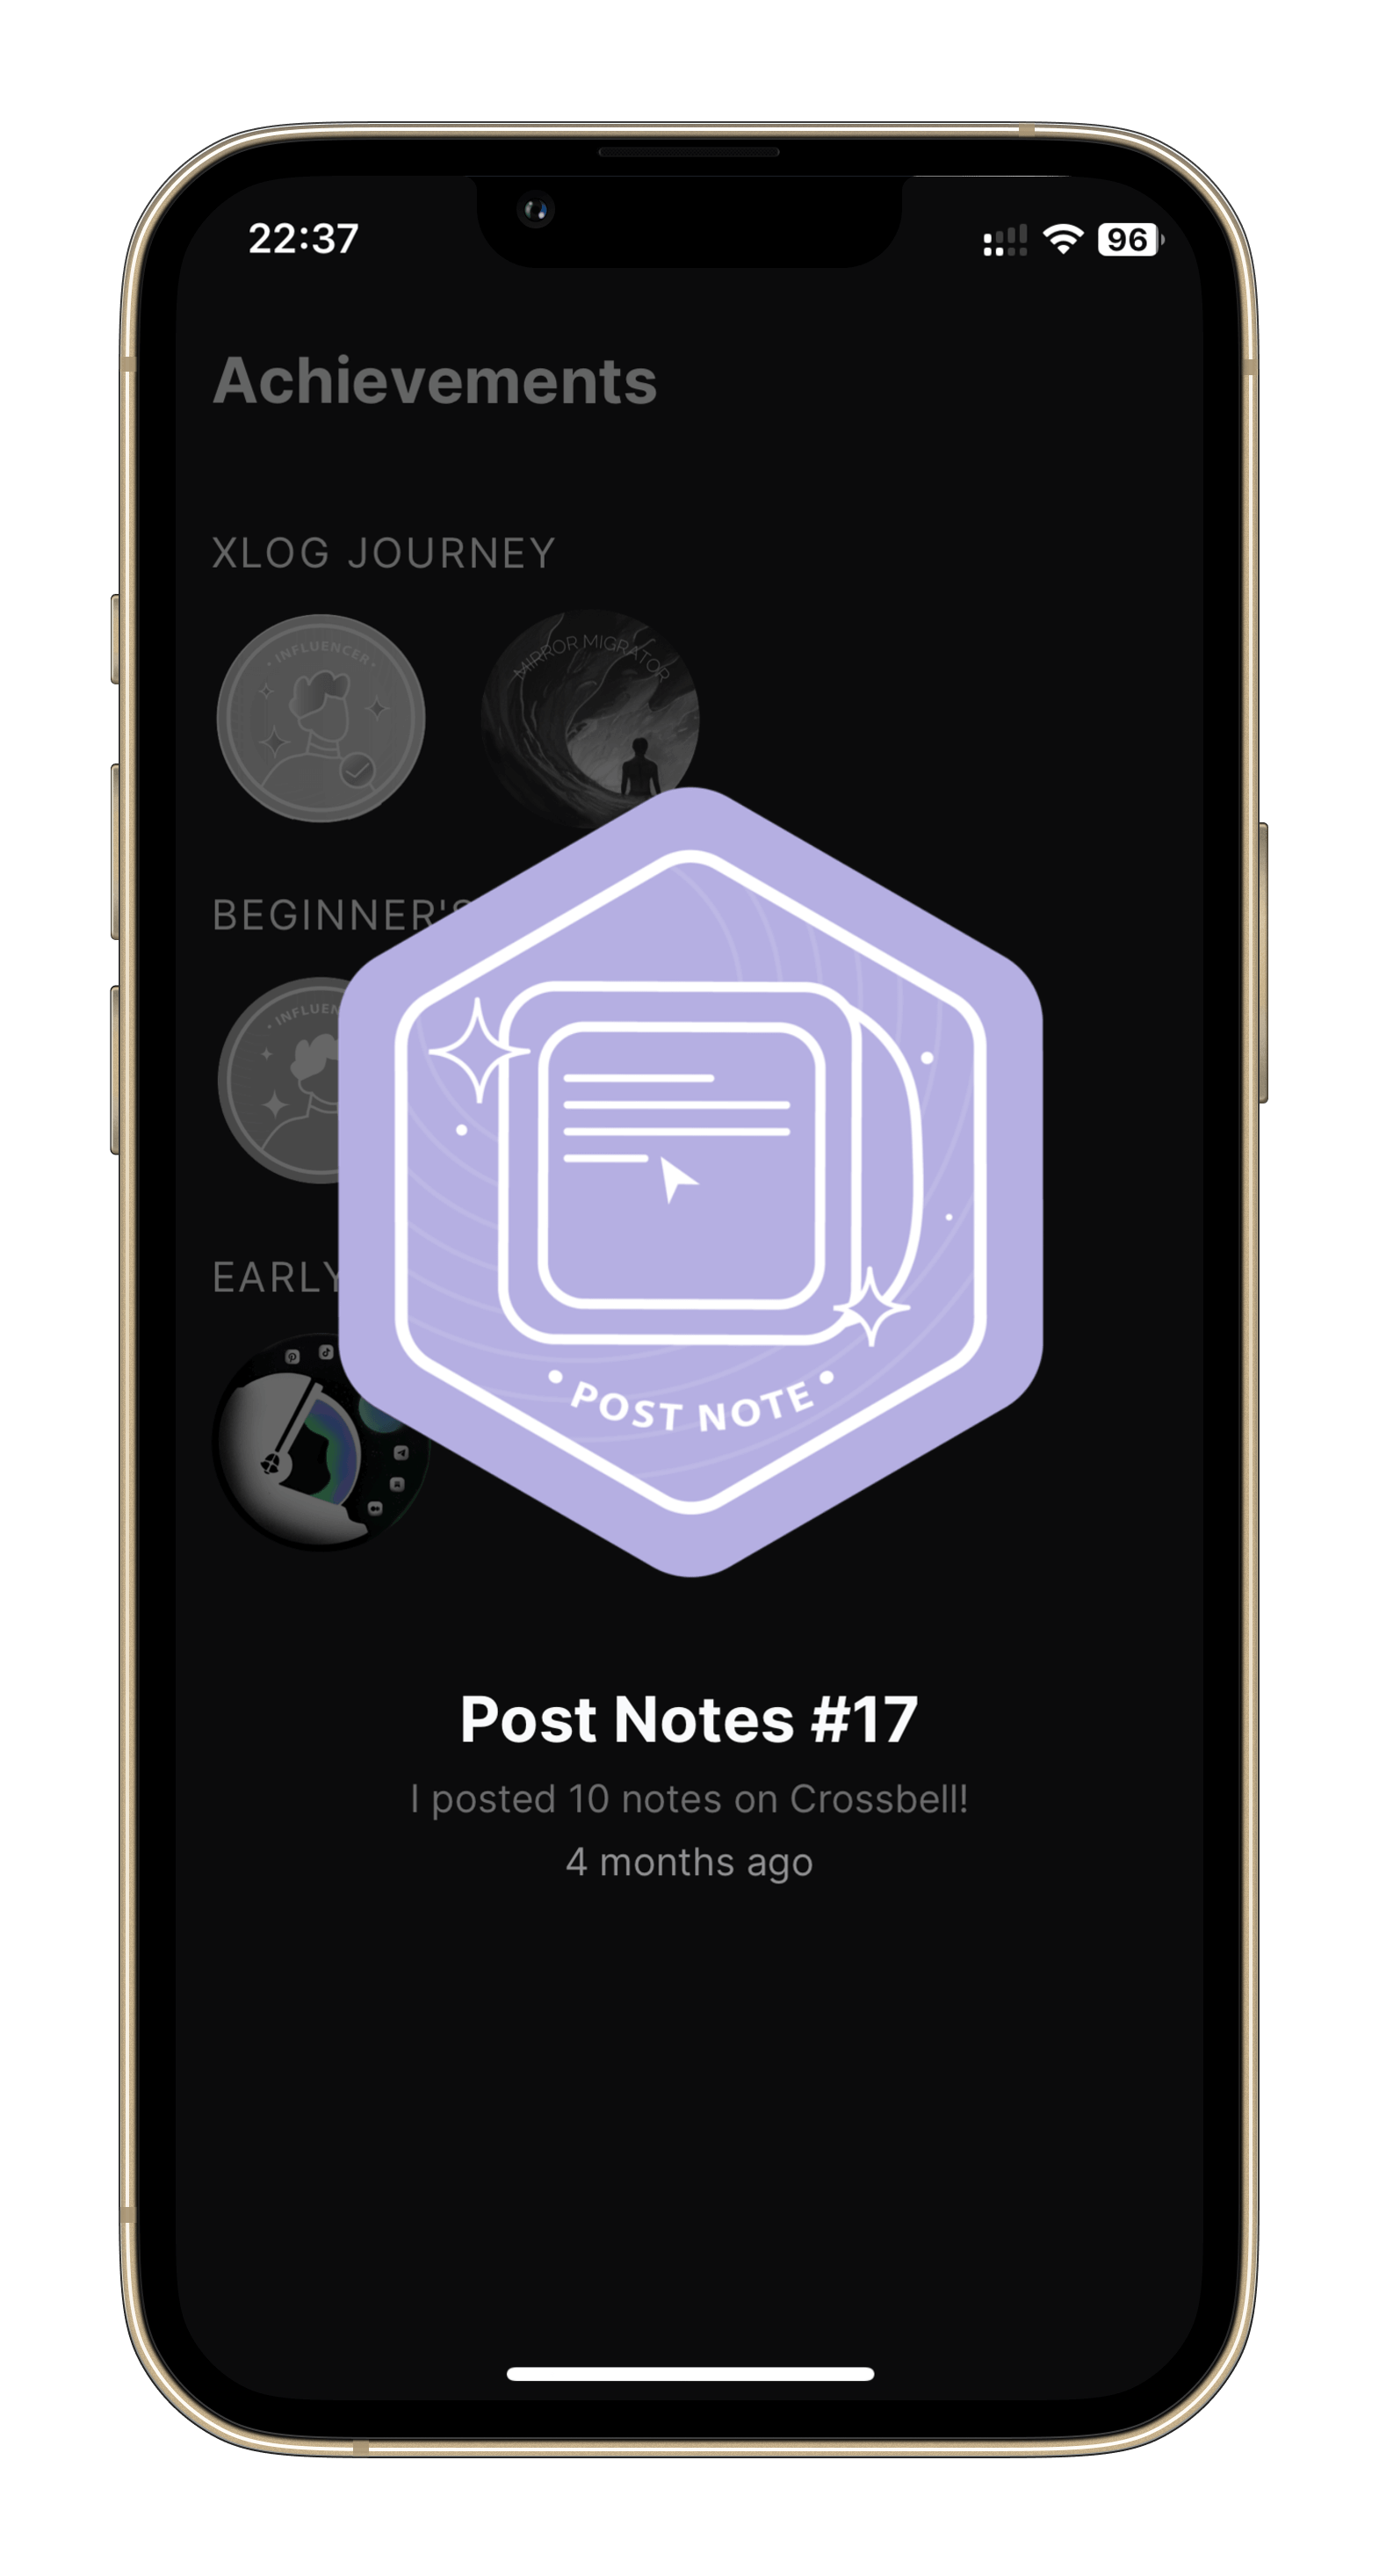 22:37
96
Achievements
XLOG JOURNEY
• INFLUENCER •
MIRROR MIGRATOR
BEGINNER'S
• INFLUEN
EARLY
• POST NOTE •
Post Notes #17
I posted 10 notes on Crossbell!
4 months ago